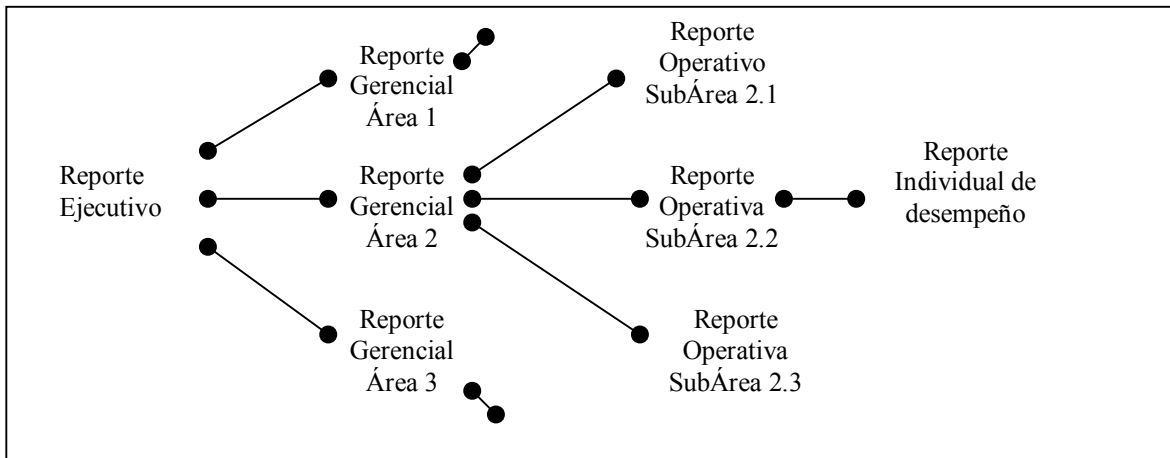 Reporte
Ejecutivo
Reporte
Gerencial
Área 1
Reporte
Gerencial
Área 2
Reporte
Gerencial
Área 3
Reporte
Operativo
SubÁrea 2.1
Reporte
Operativa
SubÁrea 2.2
Reporte
Operativa
SubÁrea 2.3
Reporte
Individual de
desempeño